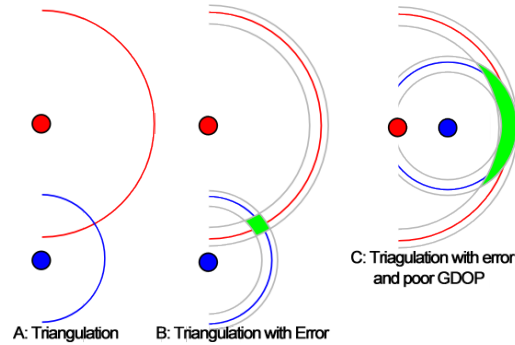 A: Triangulation
B: Triangulation with Error
C: Triagulation with error
and poor GDOP